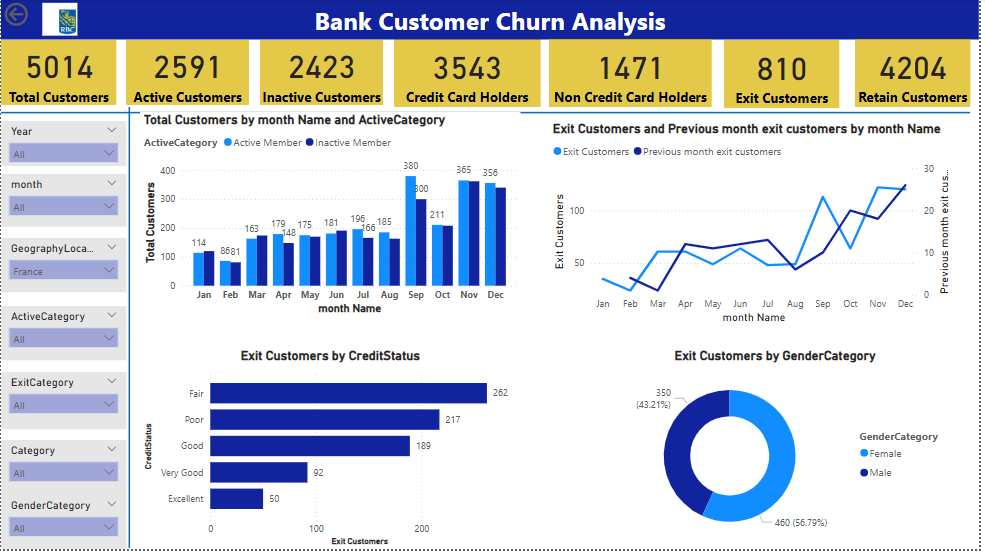 RBC
Bank Customer Churn Analysis
5014
Total Customers
2591
Active Customers
2423
Inactive Customers
3543
Credit Card Holders
1471
Non Credit Card Holders
810
Exit Customers
4204
Retain Customers
Year
All
month
All
GeographyLoca...
France
ActiveCategory
All
ExitCategory
All
Category
All
GenderCategory
All
Total Customers by month Name and ActiveCategory
ActiveCategory Active Member Inactive Member
Total Customers
400
300
200
100
0
114 86 81 163 179 148 175 181 196 166 185 380 300 211 365 356
Jan Feb Mar Apr May Jun Jul Aug Sep Oct Nov Dec
month Name
Exit Customers and Previous month exit customers by month Name
Exit Customers Previous month exit customers
Exit Customers
100
50
30
20
10
0
Previous month exit cus...
Jan Feb Mar Apr May Jun Jul Aug Sep Oct Nov Dec
month Name
Exit Customers by CreditStatus
CreditStatus
Fair 262
Poor 217
Good 189
Very Good 92
Excellent 50
0 100 200
Exit Customers
Exit Customers by GenderCategory
350
(43.21%)
460 (56.79%)
GenderCategory
Female
Male